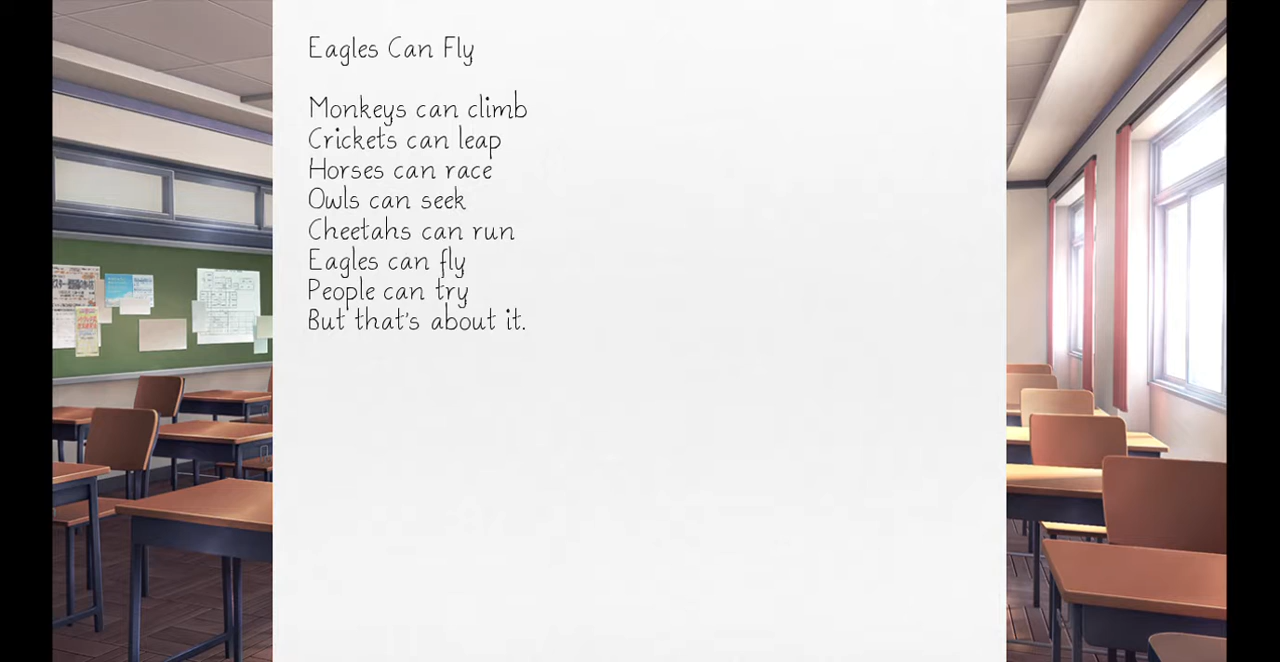 Eagles Can Fly
Monkeys can climb
Crickets can leap
Horses can race
Owls can seek
Cheetahs can run
Eagles can fly
People can try
But that's about it.